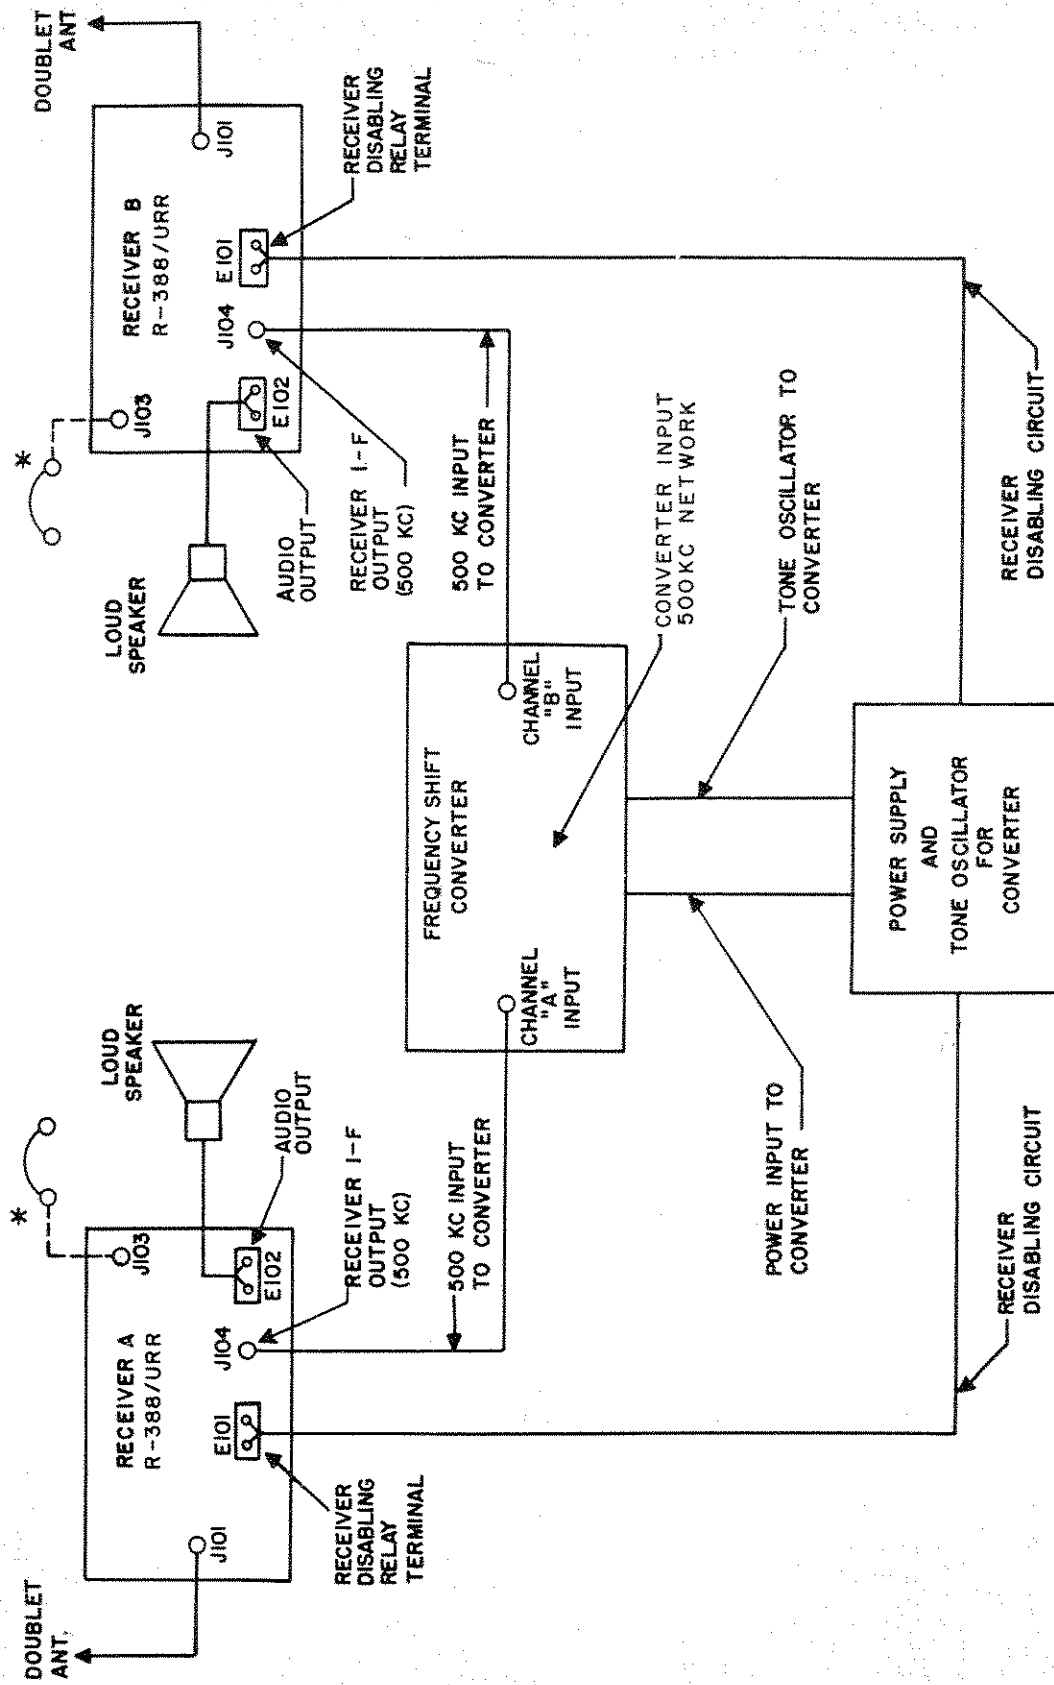 DOUBLET
ANT.
RECEIVER A
R-388/URR
J101
E101
J104
E102
J103
*
LOUD
SPEAKER
AUDIO
OUTPUT
RECEIVER I-F
OUTPUT
(500 KC)
RECEIVER
DISABLING
RELAY
TERMINAL
500 KC INPUT
TO CONVERTER
DOUBLET
ANT
RECEIVER B
R-388/URR
J103
E102
J104
E101
J101
*
LOUD
SPEAKER
AUDIO
OUTPUT
RECEIVER I-F
OUTPUT
(500 KC)
RECEIVER
DISABLING
RELAY
TERMINAL
500 KC INPUT
TO CONVERTER
FREQUENCY SHIFT
CONVERTER
CHANNEL
"A"
INPUT
CHANNEL
"B"
INPUT
CONVERTER INPUT
500KC NETWORK
POWER INPUT TO
CONVERTER
TONE OSCILLATOR TO
CONVERTER
RECEIVER
DISABLING CIRCUIT
POWER SUPPLY
AND
TONE OSCILLATOR
FOR
CONVERTER
RECEIVER
DISABLING CIRCUIT